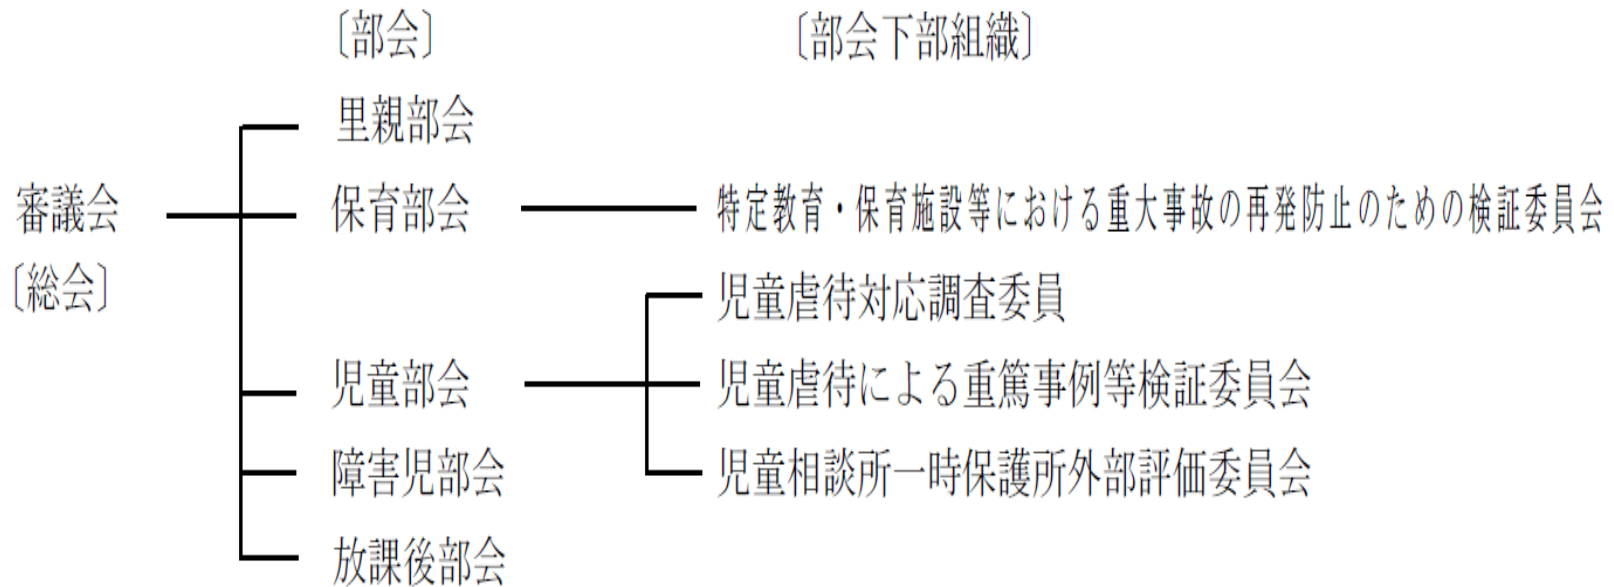 〔部会〕 〔部会下部組織〕
里親部会
審議会 保育部会 特定教育・保育施設等における重大事故の再発防止のための検証委員会
〔総会〕 児童虐待対応調査委員
児童部会 児童虐待による重篤事例等検証委員会
障害児部会 児童相談所一時保護所外部評価委員会
放課後部会